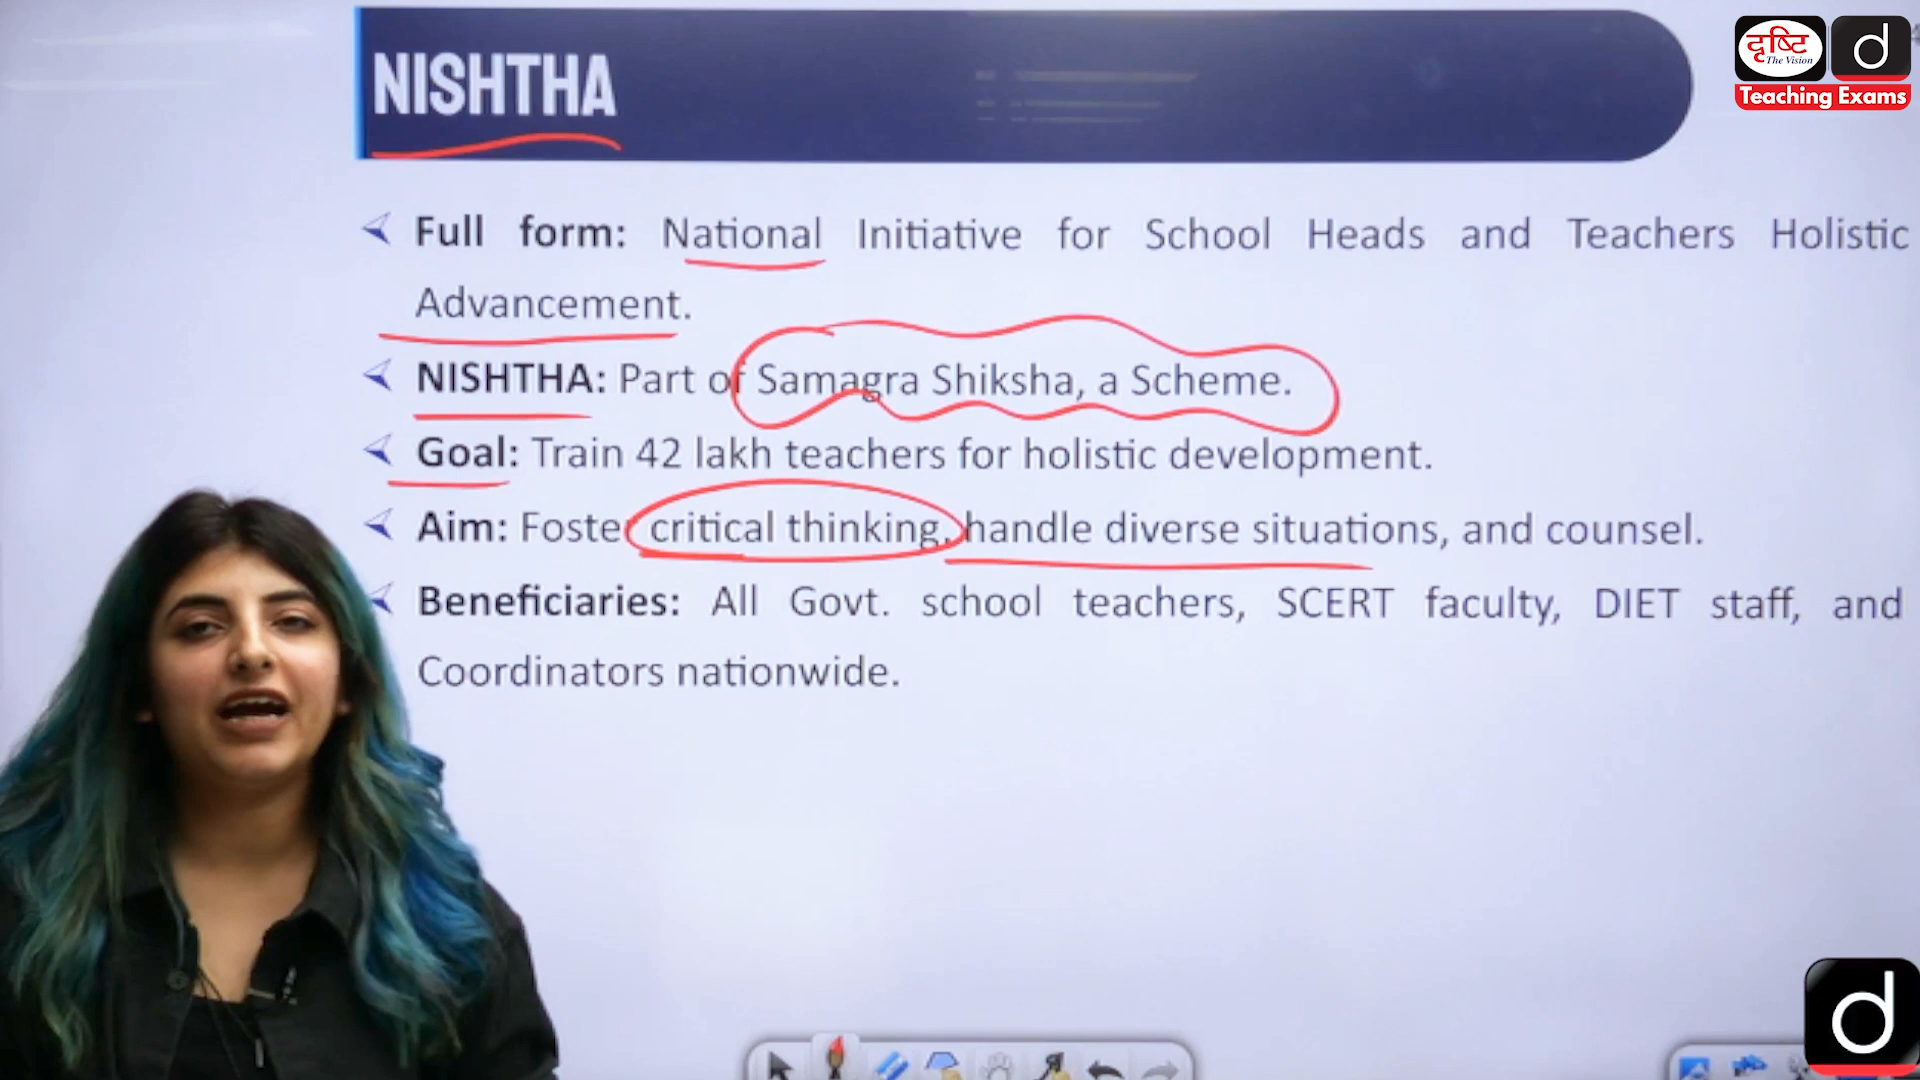 NISHTHA
दृष्टि
The Vision
d
Teaching Exams
Full form: National Initiative for School Heads and Teachers Holistic
Advancement.
NISHTHA: Part of Samagra Shiksha, a Scheme.
Goal: Train 42 lakh teachers for holistic development.
Aim: Foster critical thinking, handle diverse situations, and counsel.
Beneficiaries: All Govt. school teachers, SCERT faculty, DIET staff, and
Coordinators nationwide.
d